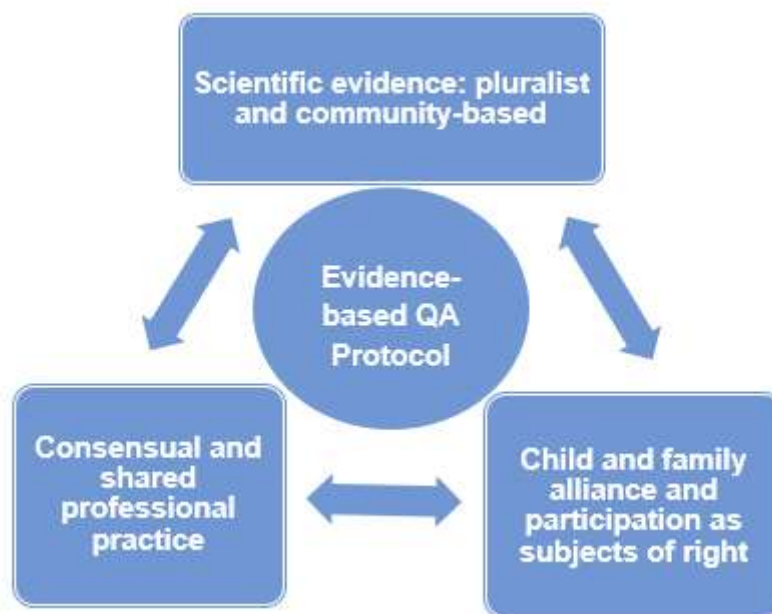 Scientific evidence: pluralist
and community-based
Evidence-
based QA
Protocol
Consensual and
shared
professional
practice
Child and family
alliance and
participation as
subjects of right